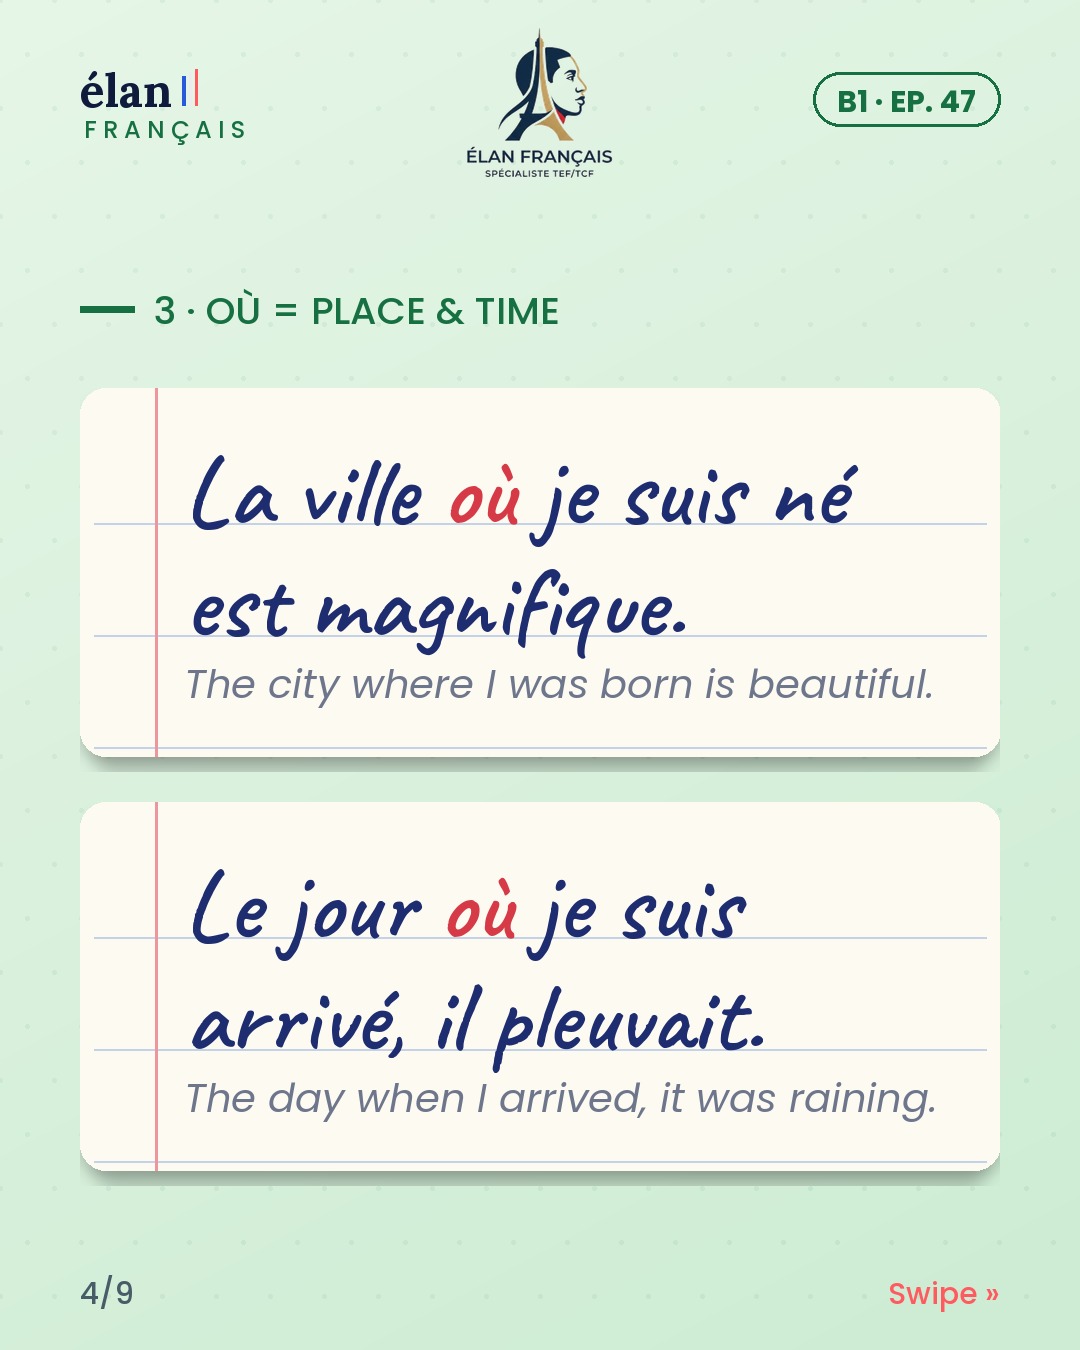 élan
FRANÇAIS
ÉLAN FRANÇAIS
SPÉCIALISTE TEF/TCF
B1 · EP. 47
3 · OÙ = PLACE & TIME
La ville où je suis né
est magnifique.
The city where I was born is beautiful.
Le jour où je suis
arrivé, il pleuvait.
The day when I arrived, it was raining.
4/9
Swipe »